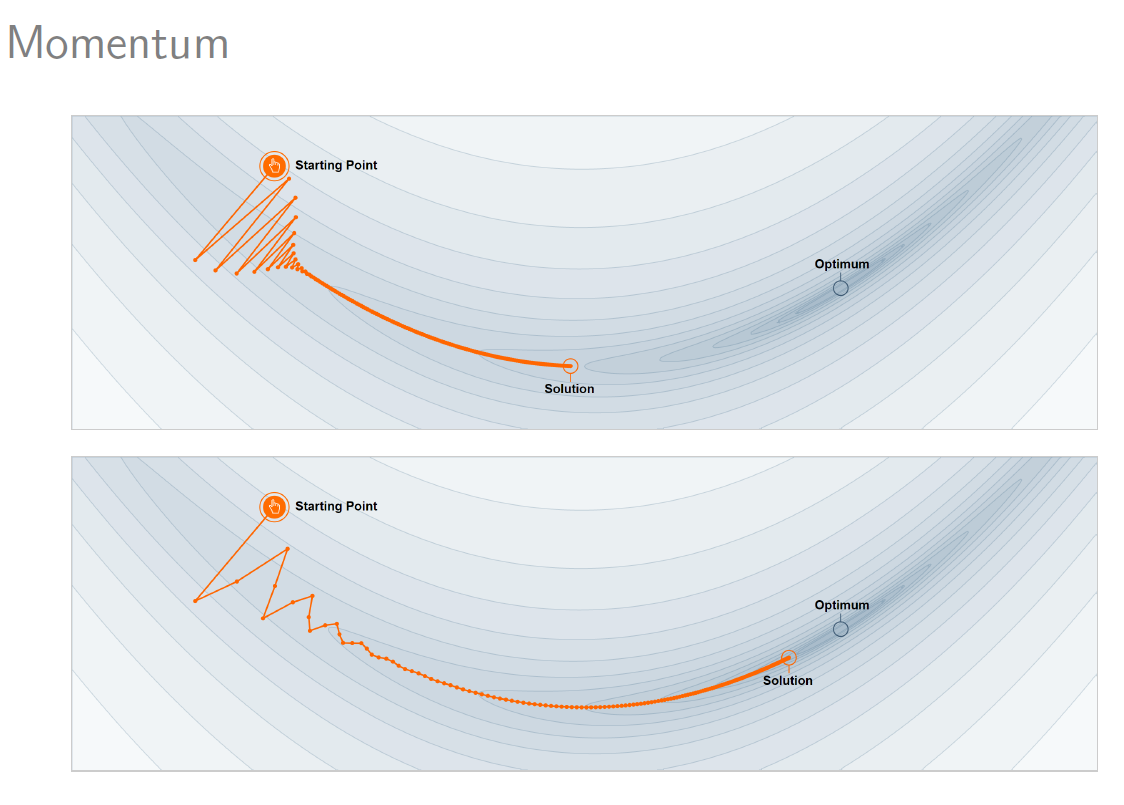 Momentum
Starting Point
Optimum
Solution
Starting Point
Optimum
Solution